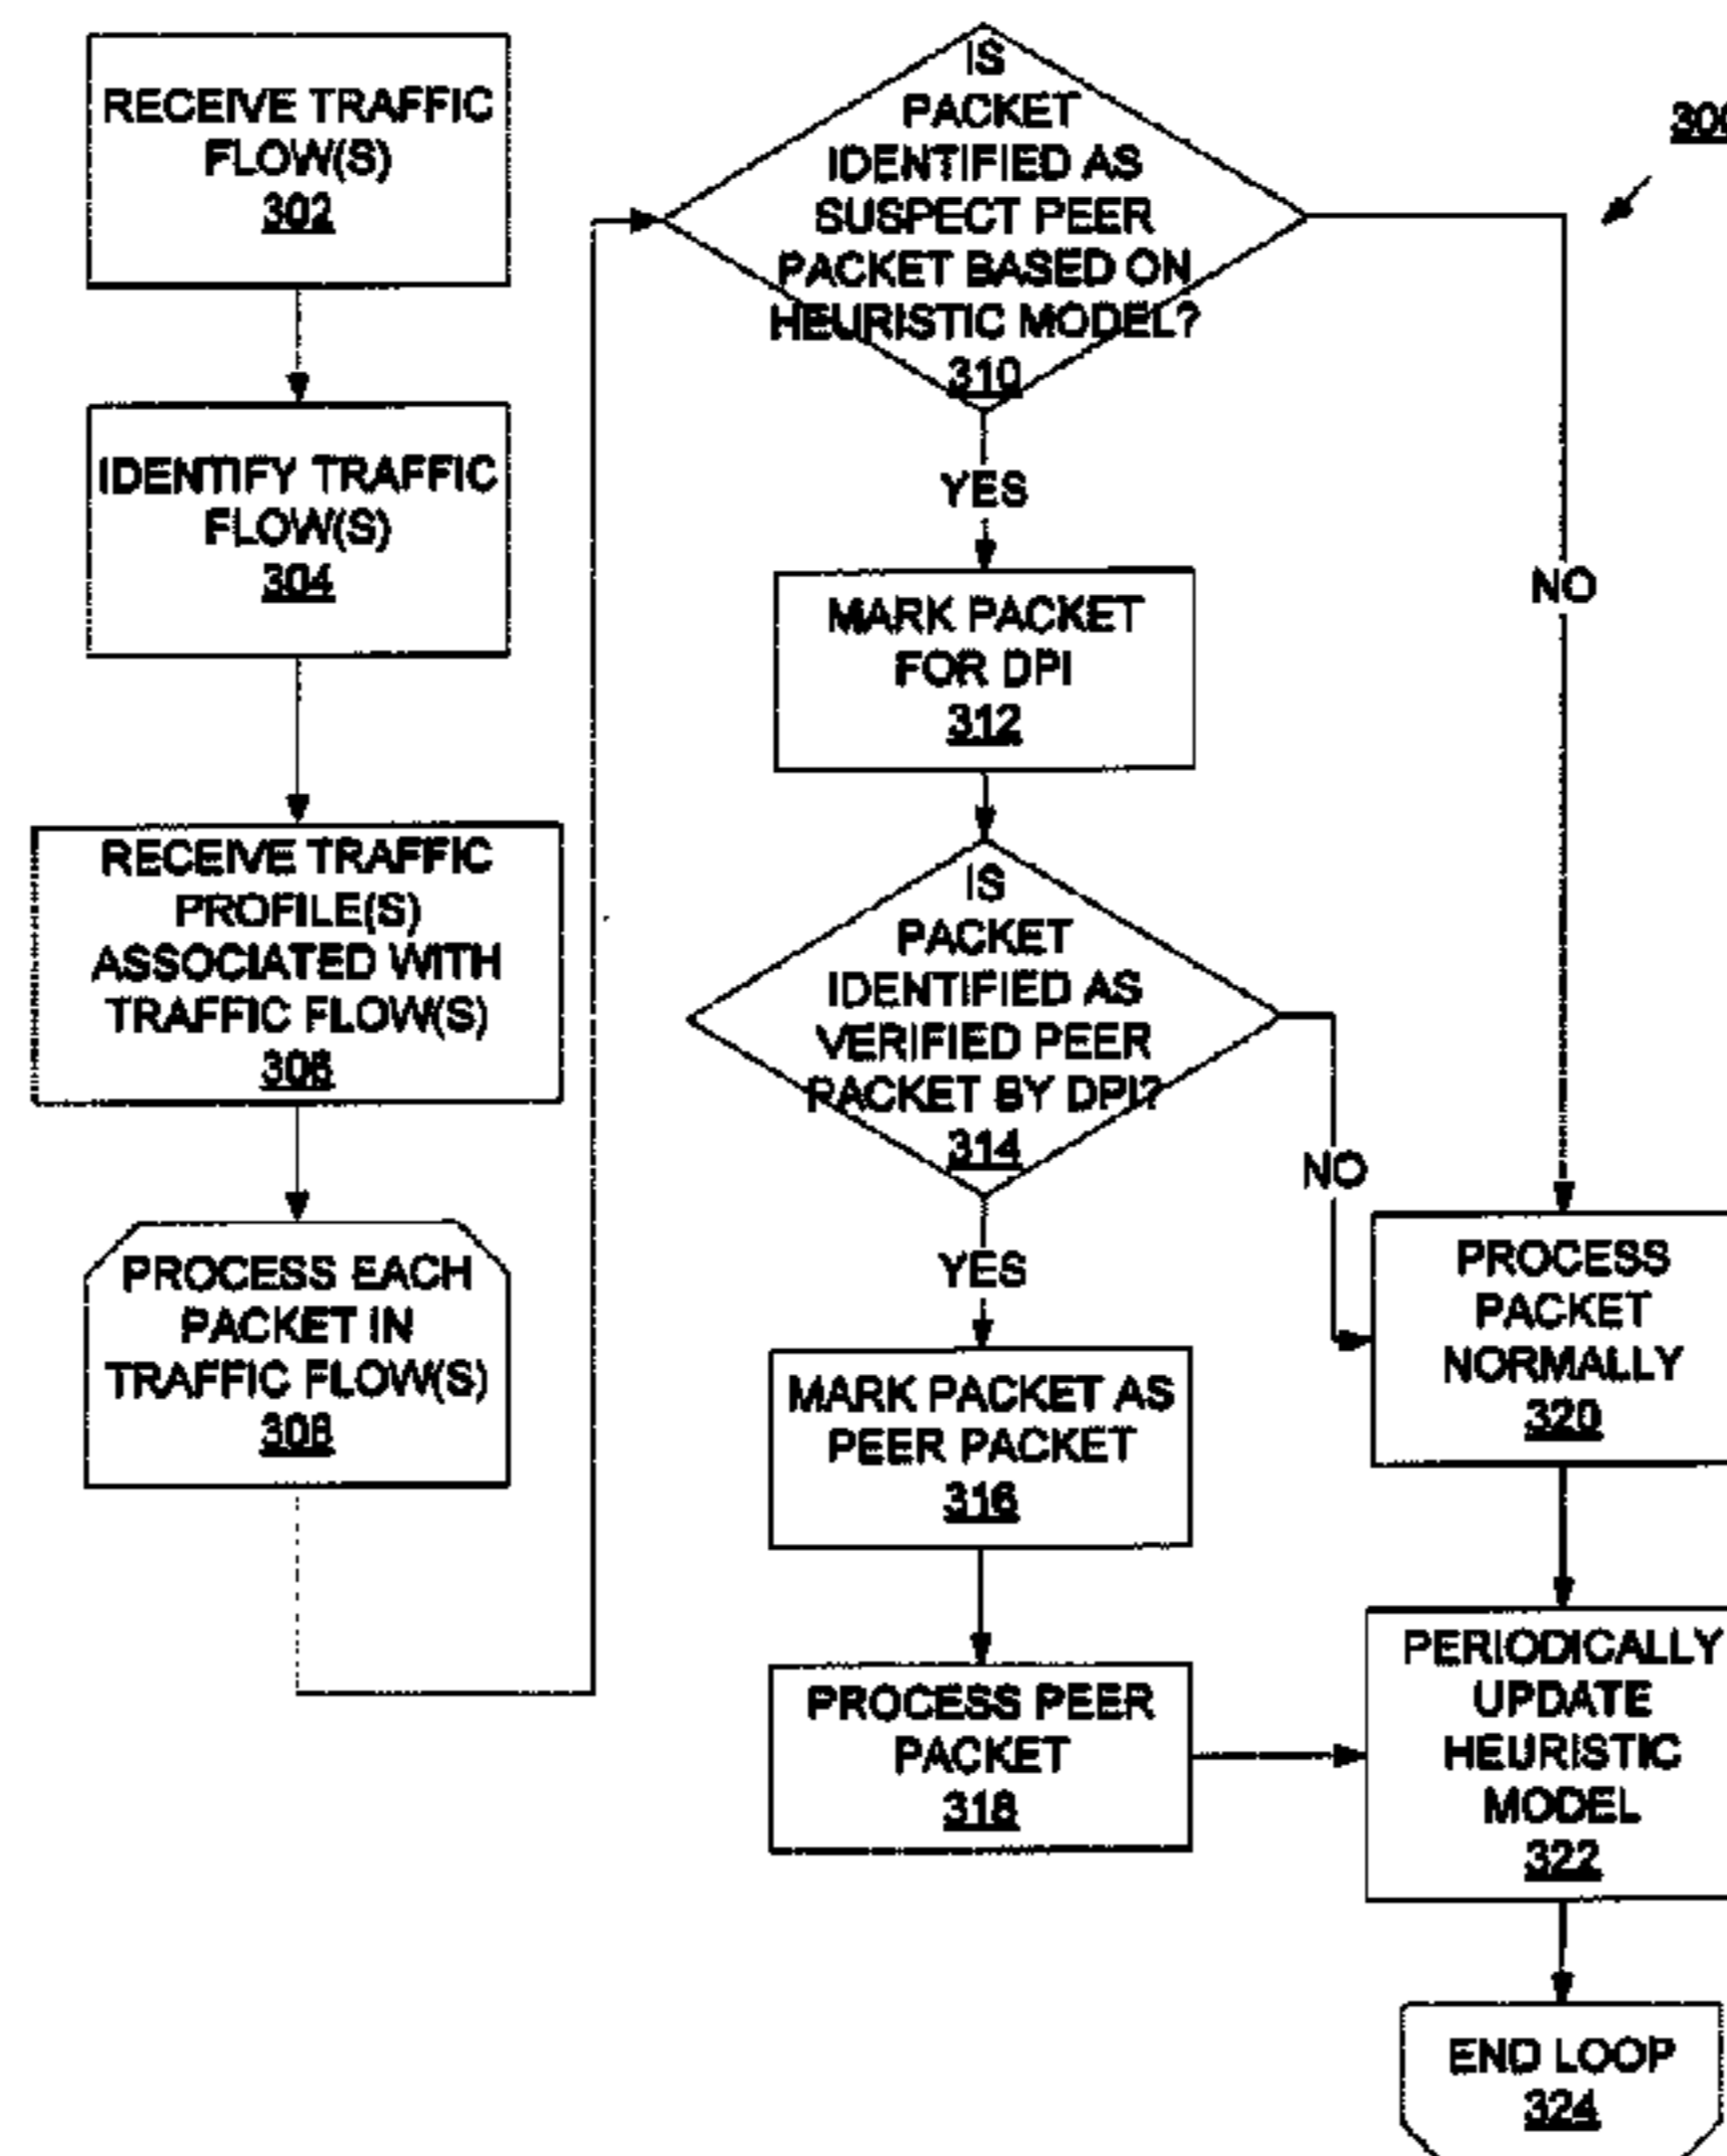 RECEIVE TRAFFIC
FLOW(S)
302
IDENTIFY TRAFFIC
FLOW(S)
304
RECEIVE TRAFFIC
PROFILE(S)
ASSOCIATED WITH
TRAFFIC FLOW(S)
306
PROCESS EACH
PACKET IN
TRAFFIC FLOW(S)
308
IS
PACKET
IDENTIFIED AS
SUSPECT PEER
PACKET BASED ON
HEURISTIC MODEL?
310
YES
NO
MARK PACKET
FOR DPI
312
IS
PACKET
IDENTIFIED AS
VERIFIED PEER
PACKET BY DPI?
314
NO
YES
MARK PACKET AS
PEER PACKET
316
PROCESS PEER
PACKET
318
300
PROCESS
PACKET
NORMALLY
320
PERIODICALLY
UPDATE
HEURISTIC
MODEL
322
END LOOP
324